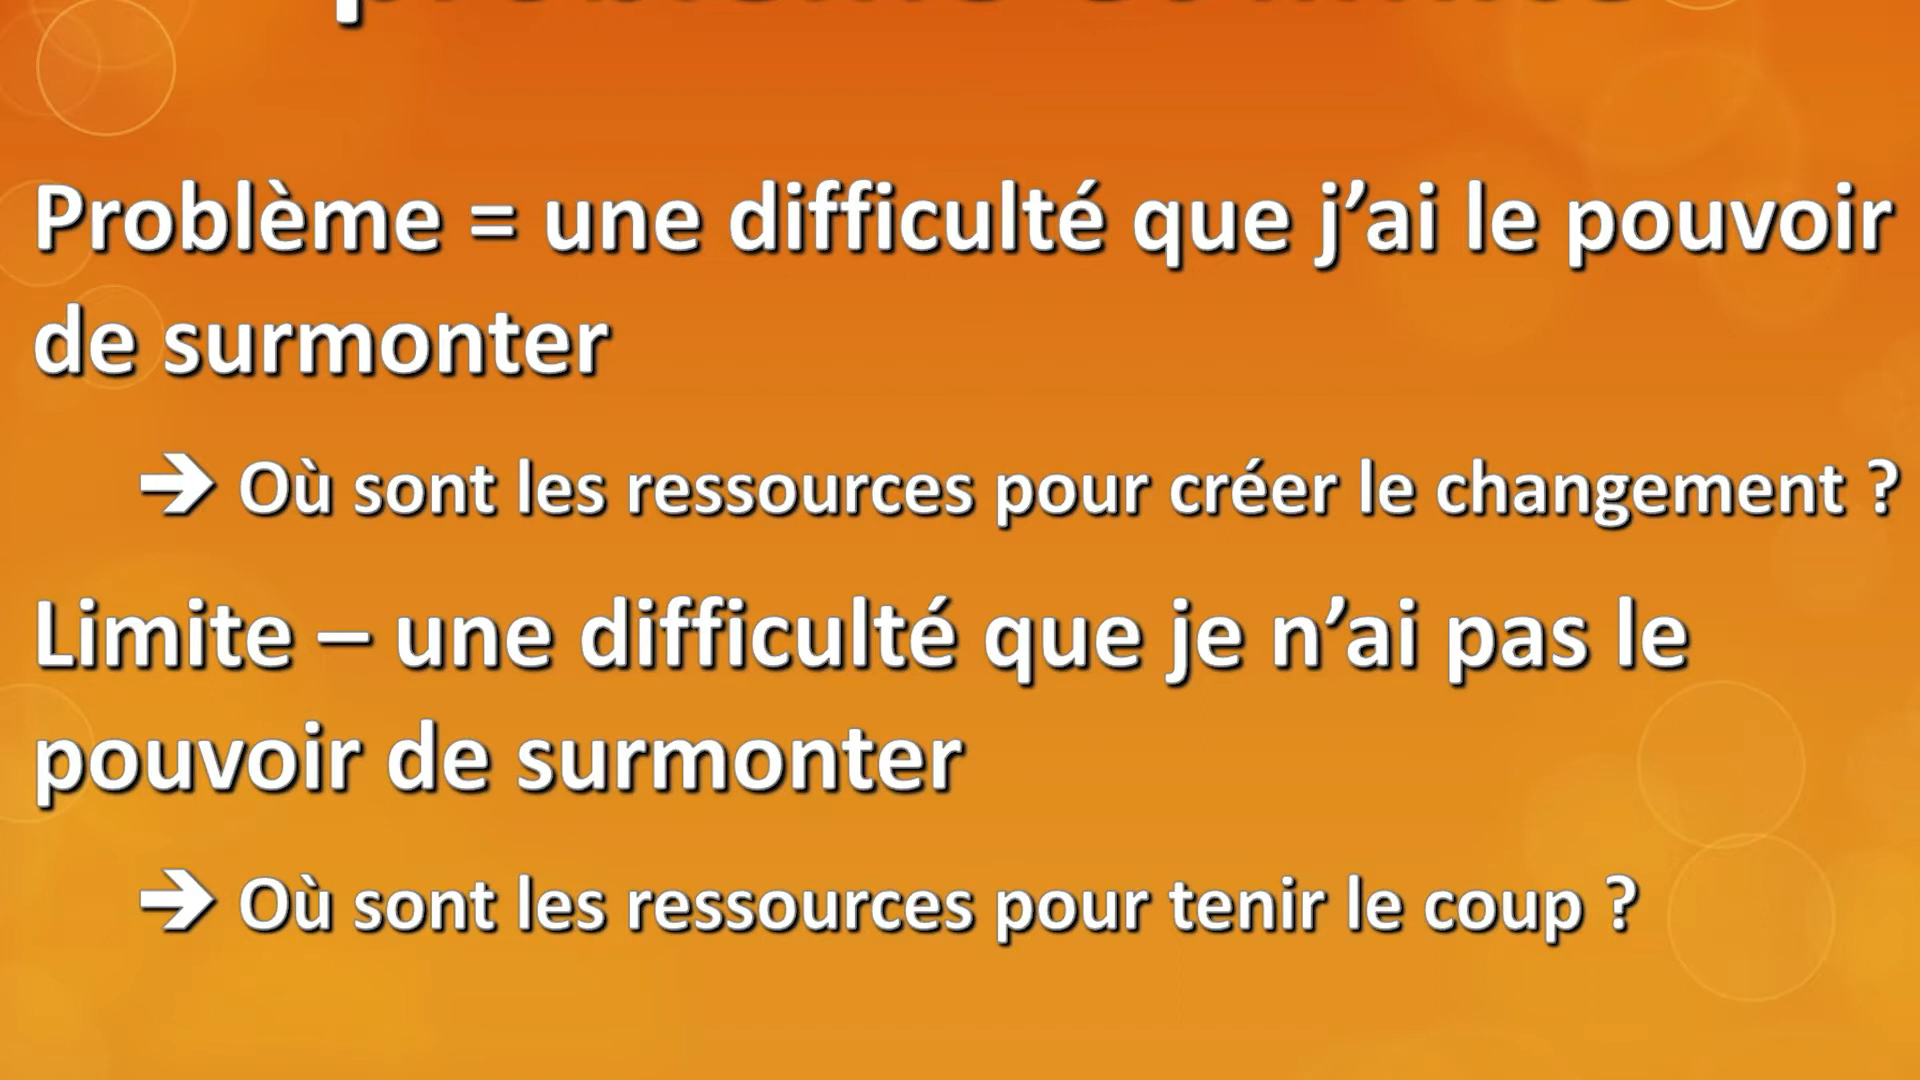 Problème = une difficulté que j’ai le pouvoir
de surmonter
➔ Où sont les ressources pour créer le changement ?
Limite – une difficulté que je n’ai pas le
pouvoir de surmonter
➔ Où sont les ressources pour tenir le coup ?